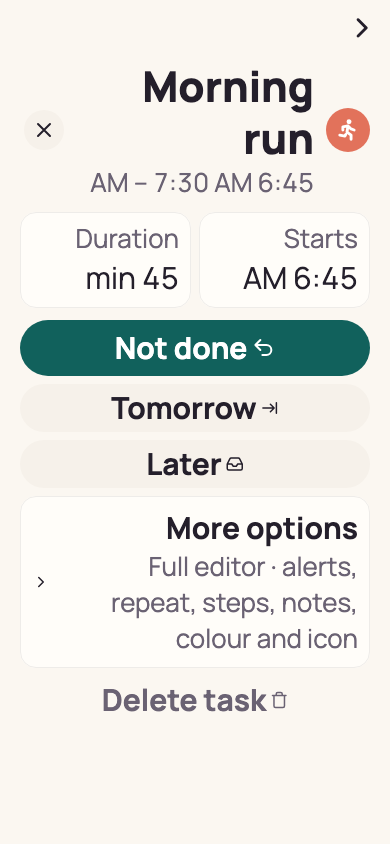 Morning
run
AM – 7:30 AM 6:45
Starts
AM 6:45
Duration
min 45
Not done
Tomorrow
Later
More options
Full editor · alerts,
repeat, steps, notes,
colour and icon
Delete task